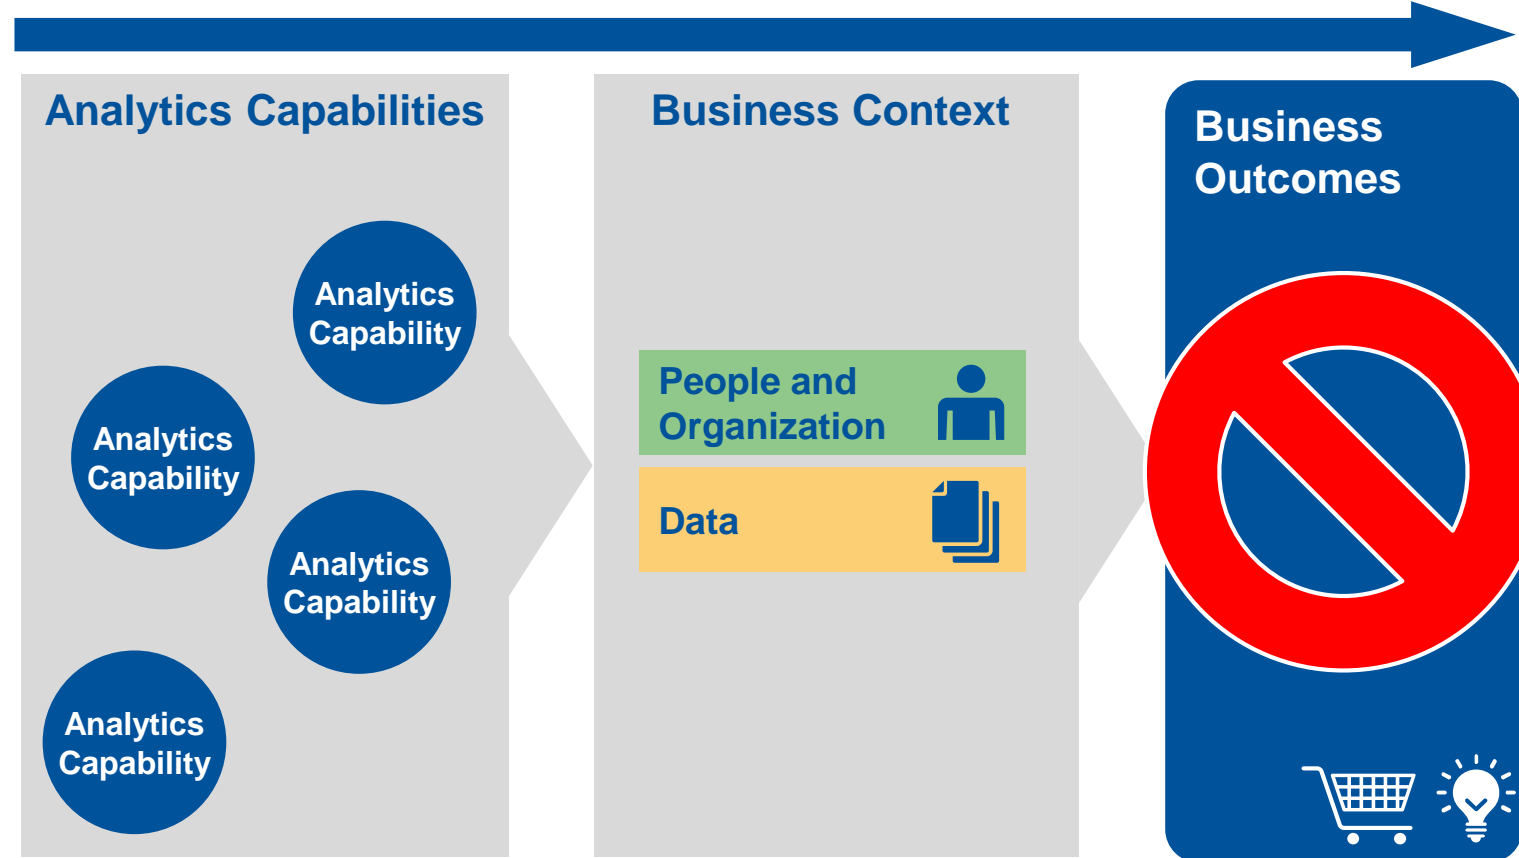 Analytics Capabilities
Business Context
Business
Outcomes
Analytics
Capability
Analytics
Capability
Analytics
Capability
Analytics
Capability
People and
Organization
Data